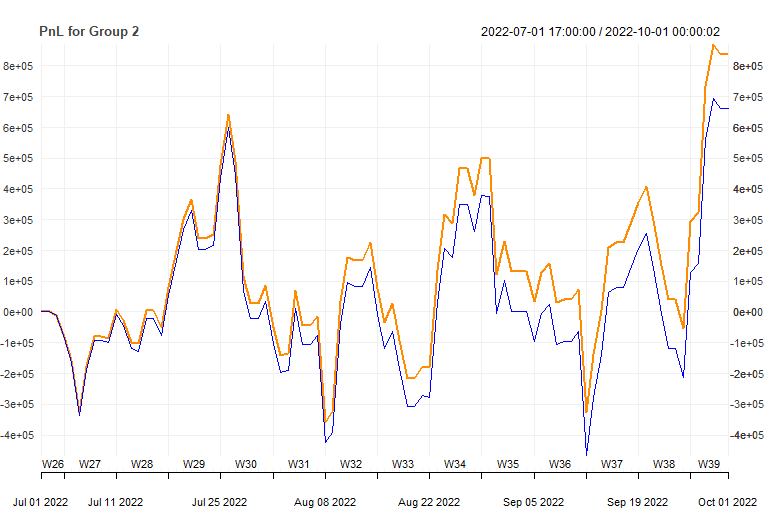 PnL for Group 2
2022-07-01 17:00:00 / 2022-10-01 00:00:02
8e+05 8e+05
7e+05 7e+05
6e+05 6e+05
5e+05 5e+05
4e+05 4e+05
3e+05 3e+05
2e+05 2e+05
1e+05 1e+05
0e+00 0e+00
-1e+05 -1e+05
-2e+05 -2e+05
-3e+05 -3e+05
-4e+05 -4e+05
W26 W27 W28 W29 W30 W31 W32 W33 W34 W35 W36 W37 W38 W39
Jul 01 2022 Jul 11 2022 Jul 25 2022 Aug 08 2022 Aug 22 2022 Sep 05 2022 Sep 19 2022 Oct 01 2022